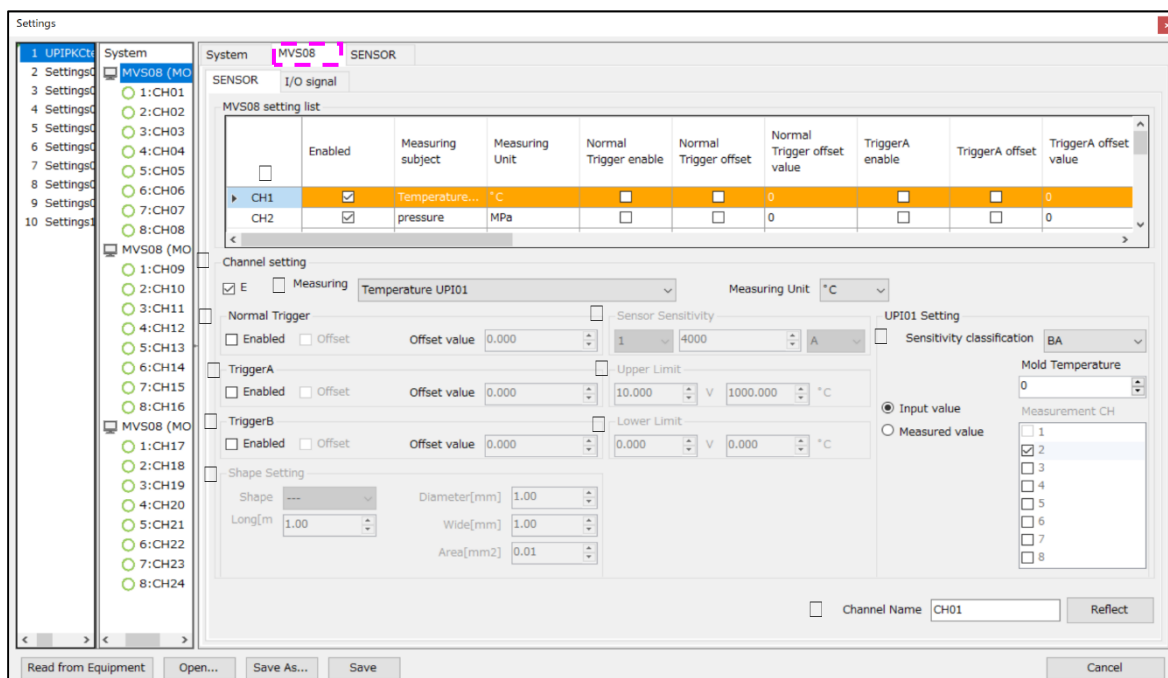 Settings
1 UPIPKCte
2 Settings0
3 Settings0
4 Settings0
5 Settings0
6 Settings0
7 Settings0
8 Settings0
9 Settings0
10 Settings1
System
MVS08 (MO
1:CH01
2:CH02
3:CH03
4:CH04
5:CH05
6:CH06
7:CH07
8:CH08
MVS08 (MO
1:CH09
2:CH10
3:CH11
4:CH12
5:CH13
6:CH14
7:CH15
8:CH16
MVS08 (MO
1:CH17
2:CH18
3:CH19
4:CH20
5:CH21
6:CH22
7:CH23
8:CH24
System MVS08 SENSOR
SENSOR I/O signal
MVS08 setting list
Enabled Measuring subject Measuring Unit Normal Trigger enable Normal Trigger offset Normal Trigger offset value TriggerA enable TriggerA offset TriggerA offset value
CH1 Temperature... °C 0 0
CH2 pressure MPa 0 0
Channel setting
E Measuring Temperature UPI01 Measuring Unit °C
Normal Trigger
Enabled Offset Offset value 0.000
TriggerA
Enabled Offset Offset value 0.000
TriggerB
Enabled Offset Offset value 0.000
Shape Setting
Shape --- Diameter[mm] 1.00
Long[m 1.00 Wide[mm] 1.00
Area[mm2] 0.01
Sensor Sensitivity
1 4000 A
Upper Limit
10.000 V 1000.000 °C
Lower Limit
0.000 V 0.000 °C
UPI01 Setting
Sensitivity classification BA
Mold Temperature
0
Input value
Measured value
Measurement CH
1
2
3
4
5
6
7
8
Channel Name CH01 Reflect
Read from Equipment Open... Save As... Save Cancel